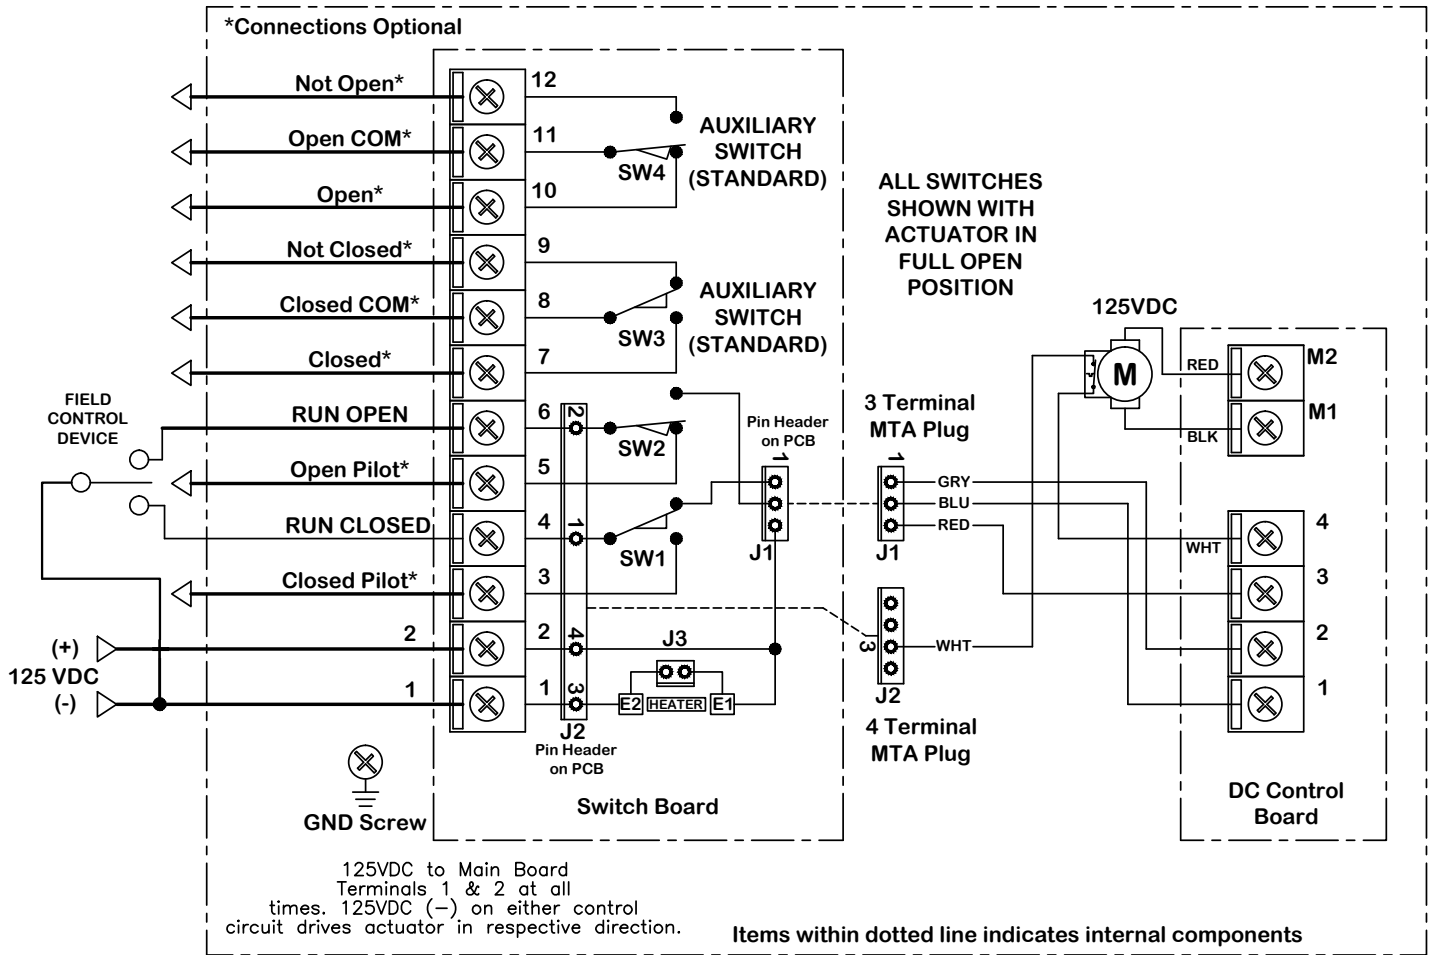 *Connections Optional
Not Open*
12
Open COM*
11
Open*
10
Not Closed*
9
Closed COM*
8
Closed*
7
RUN OPEN
6
Open Pilot*
5
RUN CLOSED
4
Closed Pilot*
3
2
2
1
1
FIELD
CONTROL
DEVICE
(+)
125 VDC
(-)
GND Screw
SW4
AUXILIARY
SWITCH
(STANDARD)
SW3
AUXILIARY
SWITCH
(STANDARD)
SW2
SW1
2
1
4
3
J2
Pin Header
on PCB
J3
E2
HEATER
E1
Pin Header
on PCB
1
J1
Switch Board
ALL SWITCHES
SHOWN WITH
ACTUATOR IN
FULL OPEN
POSITION
3 Terminal
MTA Plug
1
GRY
BLU
RED
J1
3
WHT
J2
4 Terminal
MTA Plug
125VDC
M
RED
BLK
WHT
M2
M1
4
3
2
1
DC Control
Board
125VDC to Main Board
Terminals 1 & 2 at all
times. 125VDC (−) on either control
circuit drives actuator in respective direction.
Items within dotted line indicates internal components